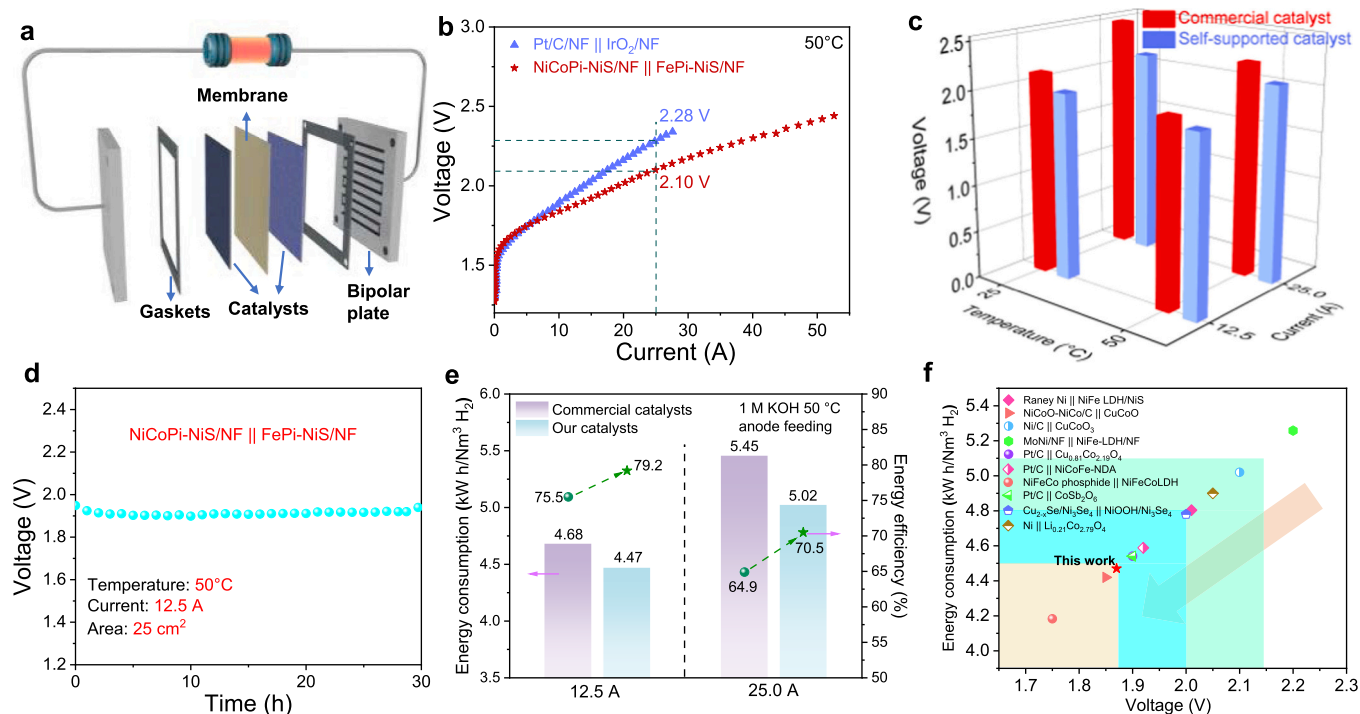 a
Membrane
Gaskets
Catalysts
Bipolar
plate
b
Pt/C/NF || IrO₂/NF
50°C
NiCoPi-NiS/NF || FePi-NiS/NF
2.28 V
2.10 V
Voltage (V)
3.0
2.5
2.0
1.5
0 10 20 30 40 50
Current (A)
c
Commercial catalyst
Self-supported catalyst
Voltage (V)
2.5
2.0
1.5
1.0
0.5
0.0
25
50
Temperature (°C)
12.5
25.0
Current (A)
d
NiCoPi-NiS/NF || FePi-NiS/NF
Temperature: 50°C
Current: 12.5 A
Area: 25 cm²
Voltage (V)
2.4
2.2
2.0
1.8
1.6
1.4
1.2
0 10 20 30
Time (h)
e
Commercial catalysts
Our catalysts
1 M KOH 50 °C
anode feeding
Energy consumption (kW h/Nm³ H₂)
6.0
5.5
5.0
4.5
4.0
3.5
75.5
79.2
4.68
4.47
5.45
5.02
64.9
70.5
90
85
80
75
70
65
60
55
50
Energy efficiency (%)
12.5 A 25.0 A
f
Raney Ni || NiFe LDH/NiS
NiCoO-NiCo/C || CuCoO
Ni/C || CuCoO₃
MoNi/NF || NiFe-LDH/NF
Pt/C || Cu₀.₈₁Co₂.₁₉O₄
Pt/C || NiCoFe-NDA
NiFeCo phosphide || NiFeCoLDH
Pt/C || CoSb₂O₆
Cu₂₋ₓSe/Ni₃Se₄ || NiOOH/Ni₃Se₄
Ni || Li₀.₂₁Co₂.₇₉O₄
This work
Energy consumption (kW h/Nm³ H₂)
5.4
5.2
5.0
4.8
4.6
4.4
4.2
4.0
1.7 1.8 1.9 2.0 2.1 2.2 2.3
Voltage (V)